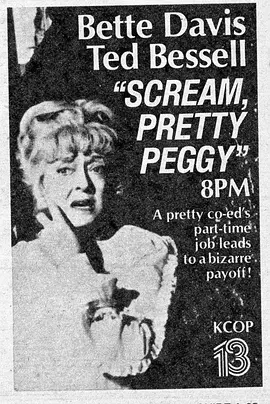 Bette Davis
Ted Bessell
“SCREAM,
PRETTY
PEGGY”
8PM
A pretty co-ed's
part-time
job leads
to a bizarre
payoff!
KCOP
13